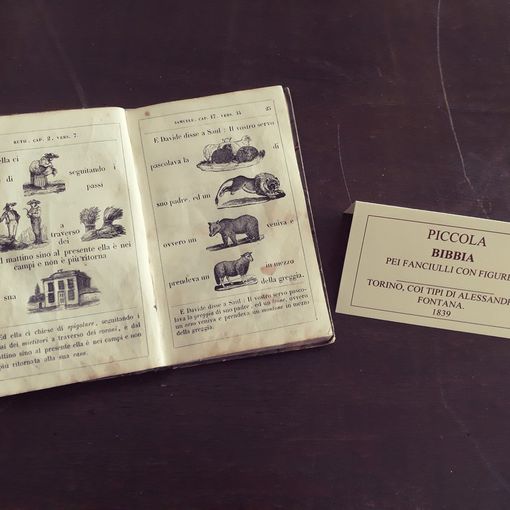 RUTH. CAP. 2. VERS. 7.
ella ci
e di seguitando i
passi
a
traverso
dei
l mattino sino al presente ella è nei
campi e non è più ritorna
sua
Ed ella ci chiese di spigolare, seguitando i
dei mietitori a traverso dei covoni, e dal
mattino sino al presente ella è nei campi e non
più ritornata alla sua casa.
SAMUELE. CAP. 17. VERS. 34. 25
E Davide disse a Saul: Il vostro servo
pascolava la di
suo padre, ed un
veniva e
ovvero un
in mezzo
prendeva un della greggia.
E Davide disse a Saul: Il vostro servo pasco-
lava la greggia di suo padre ed un leone, ovvero
un orso veniva e prendeva un montone in mezzo
della greggia.
PICCOLA
BIBBIA
PEI FANCIULLI CON FIGURE
TORINO, COI TIPI DI ALESSANDR
FONTANA.
1839